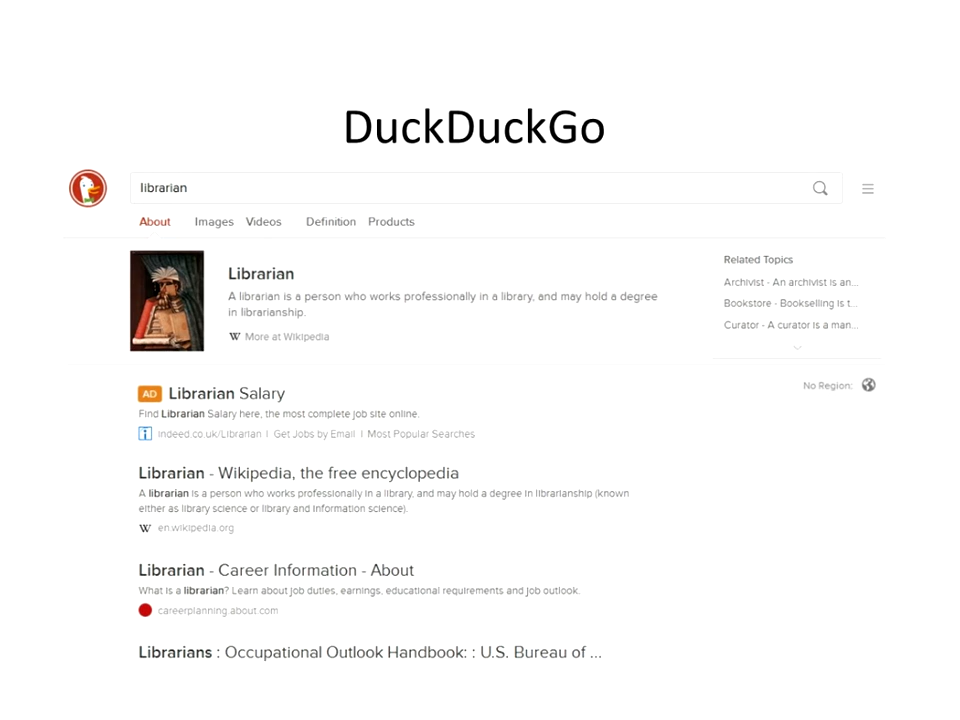 DuckDuckGo
librarian
About Images Videos Definition Products
Librarian
A librarian is a person who works professionally in a library, and may hold a degree
in librarianship.
W More at Wikipedia
Related Topics
Archivist - An archivist is an...
Bookstore - Bookselling is t...
Curator - A curator is a man...
No Region:
AD Librarian Salary
Find Librarian Salary here, the most complete job site online.
indeed.co.uk/Librarian | Get Jobs by Email | Most Popular Searches
Librarian - Wikipedia, the free encyclopedia
A librarian is a person who works professionally in a library, and may hold a degree in librarianship (known
either as library science or library and information science).
W en.wikipedia.org
Librarian - Career Information - About
What is a librarian? Learn about job duties, earnings, educational requirements and job outlook.
careerplanning.about.com
Librarians : Occupational Outlook Handbook: : U.S. Bureau of ...